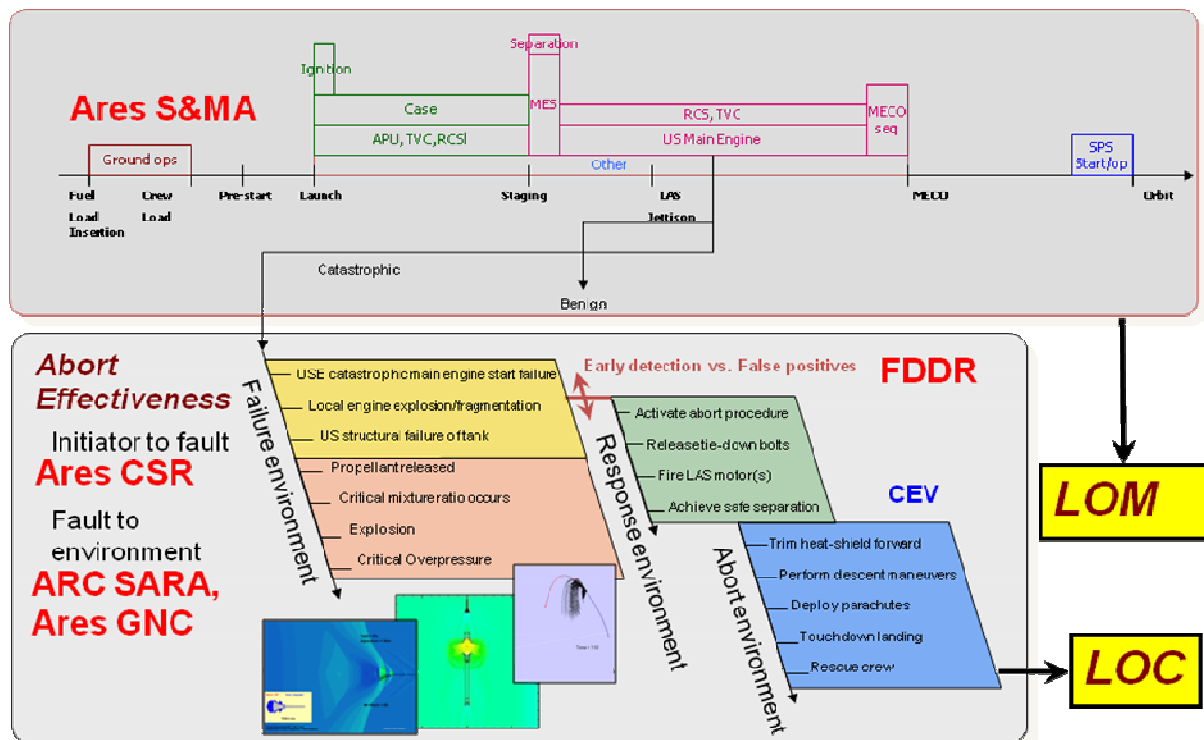 Separation
Ignition
Ares S&MA
Case
MES
RCS, TVC
MECO
seq
APU, TVC,RCSI
US Main Engine
Ground ops
Other
SPS
Start/op
Fuel
Load
Insertion
Crew
Load
Pre-start
Launch
Staging
LAS
Jettison
MECO
Orbit
Catastrophic
Benign
Abort
Effectiveness
Initiator to fault
Ares CSR
Fault to
environment
ARC SARA,
Ares GNC
Failure environment
USE catastrophic main engine start failure
Local engine explosion/fragmentation
US structural failure of tank
Propellant released
Critical mixture ratio occurs
Explosion
Critical Overpressure
Early detection vs. False positives
FDDR
Response environment
Activate abort procedure
Release tie-down bolts
Fire LAS motor(s)
Achieve safe separation
CEV
Abort environment
Trim heat-shield forward
Perform descent maneuvers
Deploy parachutes
Touchdown landing
Rescue crew
LOM
LOC